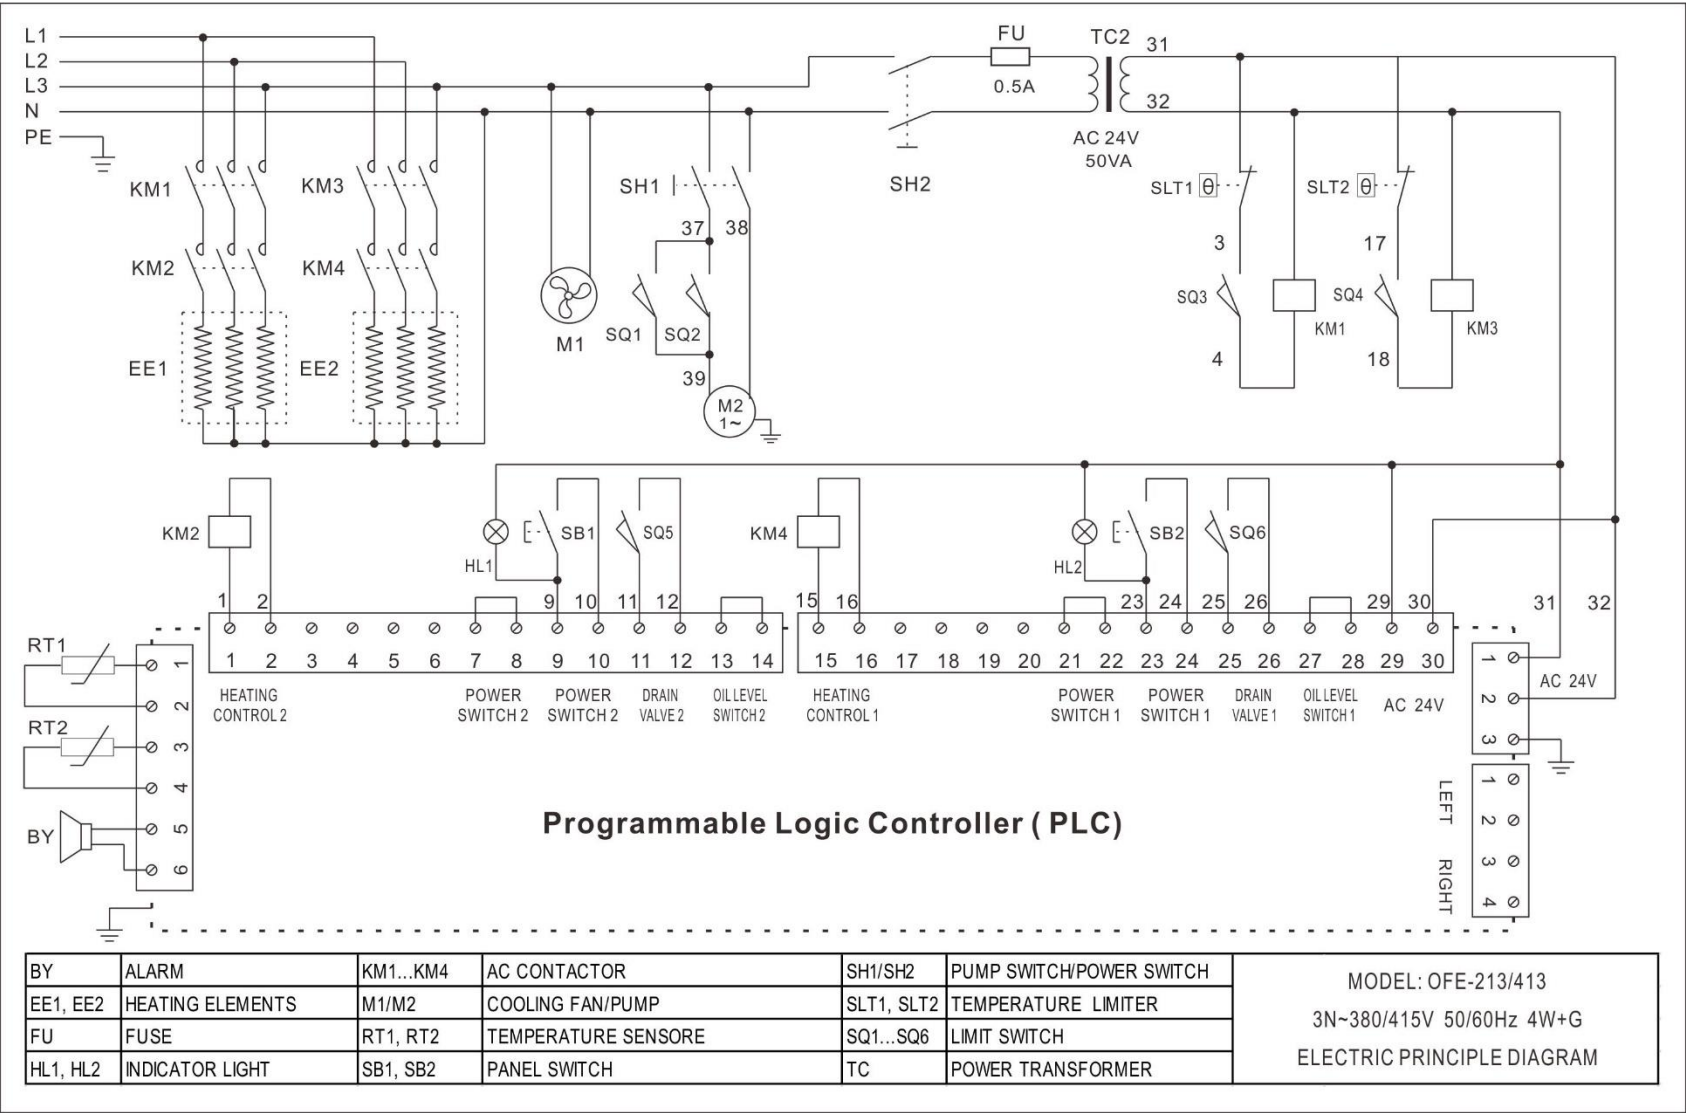 L1
L2
L3
N
PE
FU
0.5A
TC2
31
32
AC 24V
50VA
KM1
KM3
SH1
SH2
SLT1 θ
SLT2 θ
37 38
3
17
KM2
KM4
SQ1 SQ2
M1
SQ3
KM1
SQ4
KM3
4
18
EE1
EE2
39
M2
1~
KM2
HL1
SB1
SQ5
KM4
HL2
SB2
SQ6
1 2 9 10 11 12 15 16 23 24 25 26 29 30 31 32
1 2 3 4 5 6 7 8 9 10 11 12 13 14 15 16 17 18 19 20 21 22 23 24 25 26 27 28 29 30
HEATING CONTROL 2
POWER SWITCH 2
POWER SWITCH 2
DRAIN VALVE 2
OIL LEVEL SWITCH 2
HEATING CONTROL 1
POWER SWITCH 1
POWER SWITCH 1
DRAIN VALVE 1
OIL LEVEL SWITCH 1
AC 24V
RT1
RT2
BY
1
2
3
4
5
6
1
2
3
AC 24V
1
2
3
4
LEFT
RIGHT
Programmable Logic Controller ( PLC)
BY ALARM KM1...KM4 AC CONTACTOR SH1/SH2 PUMP SWITCH/POWER SWITCH
EE1, EE2 HEATING ELEMENTS M1/M2 COOLING FAN/PUMP SLT1, SLT2 TEMPERATURE LIMITER
FU FUSE RT1, RT2 TEMPERATURE SENSORE SQ1...SQ6 LIMIT SWITCH
HL1, HL2 INDICATOR LIGHT SB1, SB2 PANEL SWITCH TC POWER TRANSFORMER
MODEL: OFE-213/413
3N~380/415V 50/60Hz 4W+G
ELECTRIC PRINCIPLE DIAGRAM